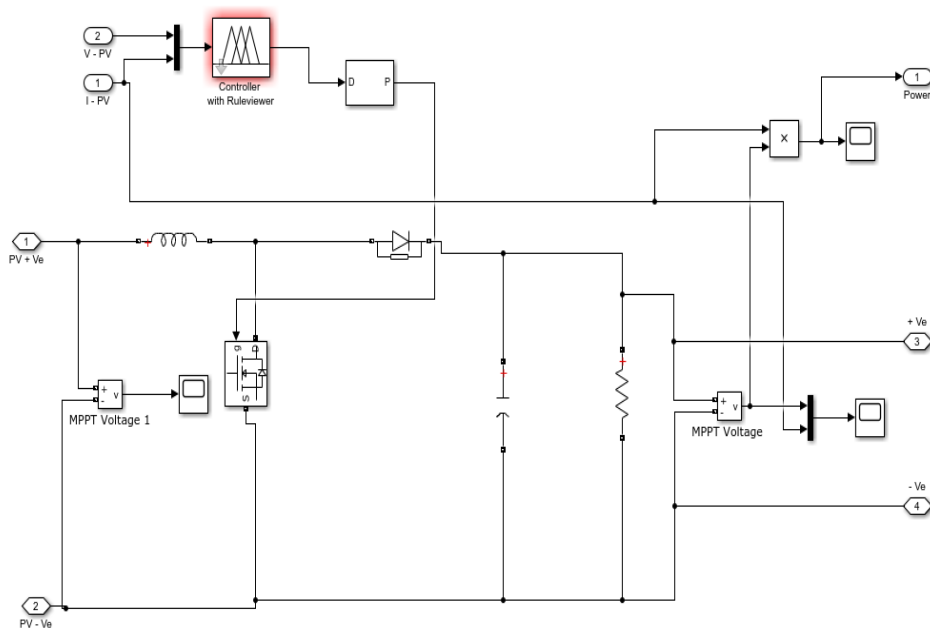 2
V - PV
1
I - PV
Controller
with Ruleviewer
D
P
1
Power
X
1
PV + Ve
g
D
S
+
-
v
MPPT Voltage 1
+ Ve
3
+
-
v
MPPT Voltage
- Ve
4
2
PV - Ve